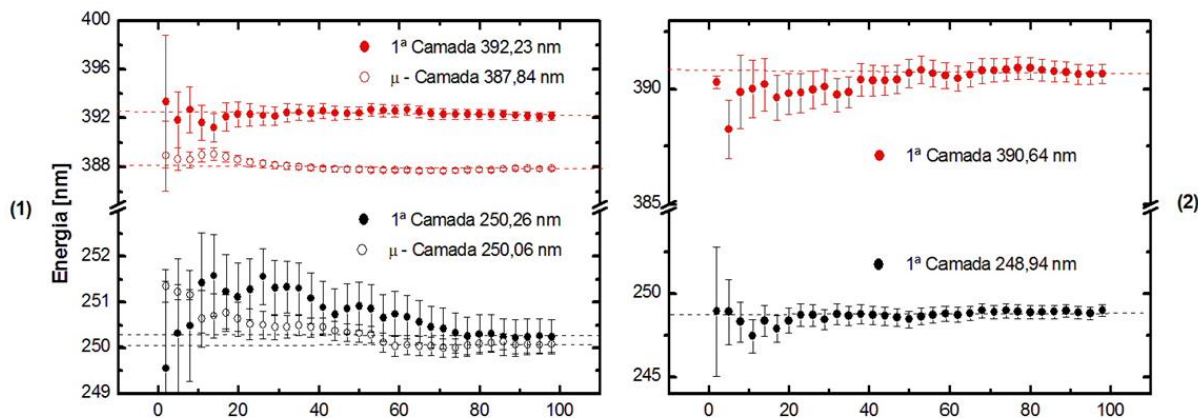 400
396
392
388
1ª Camada 392,23 nm
µ - Camada 387,84 nm
(1)
Energia [nm]
252
251
250
249
1ª Camada 250,26 nm
µ - Camada 250,06 nm
0 20 40 60 80 100
390
385
1ª Camada 390,64 nm
(2)
250
245
244
1ª Camada 248,94 nm
0 20 40 60 80 100